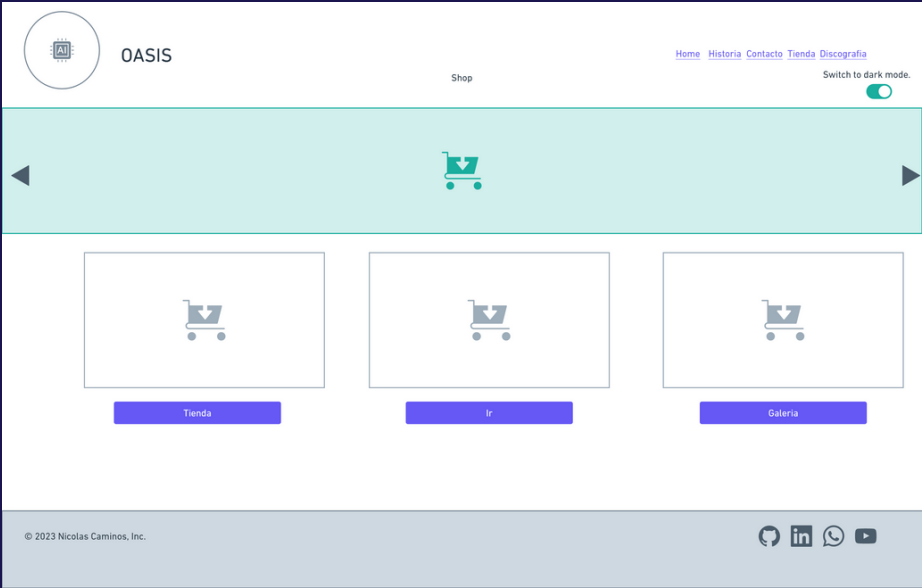 AI
OASIS
Home Historia Contacto Tienda Discografia
Switch to dark mode.
Shop
Tienda
Ir
Galeria
© 2023 Nicolas Caminos, Inc.
in